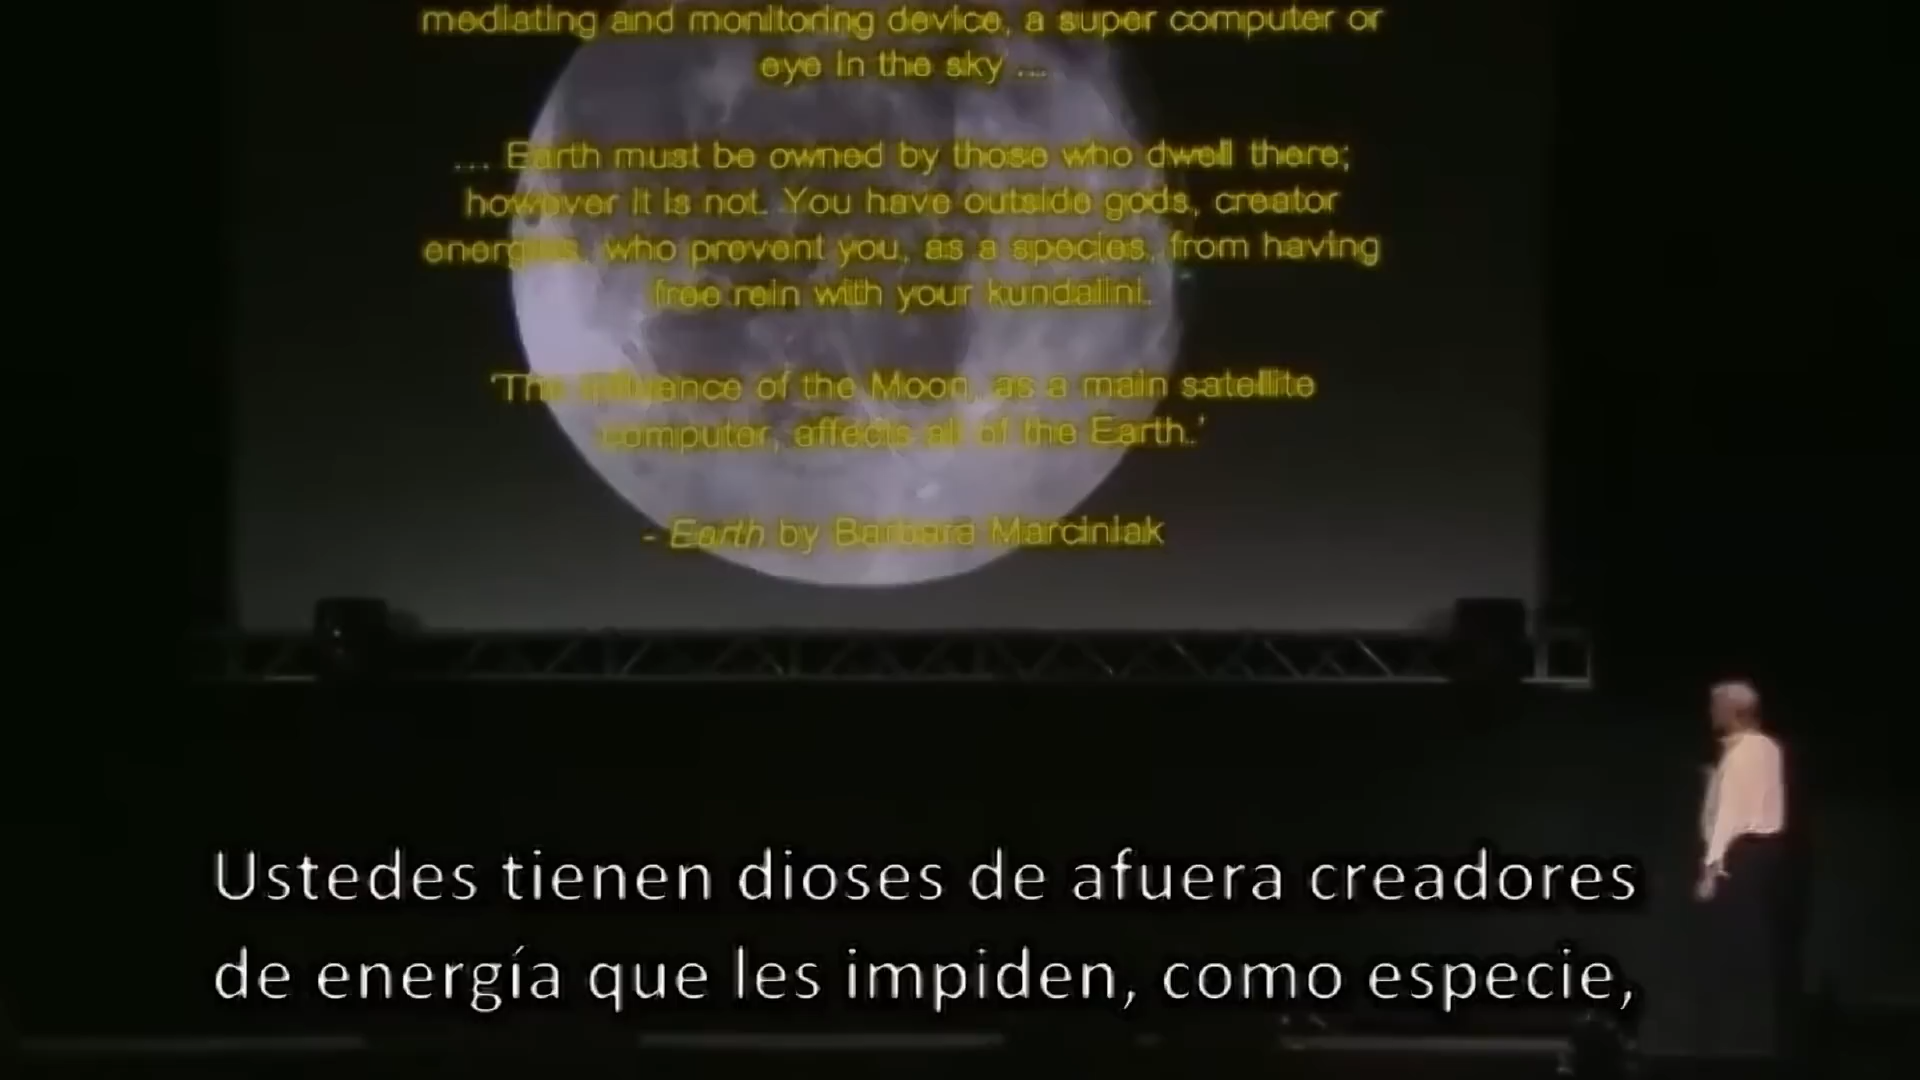 mediating and monitoring device, a super computer or
eye in the sky ...
... Earth must be owned by those who dwell there;
however it is not. You have outside gods, creator
energies, who prevent you, as a species, from having
free rein with your kundalini.
'The influence of the Moon, as a main satellite
computer, affects all of the Earth.'
- Earth by Barbara Marciniak
Ustedes tienen dioses de afuera creadores
de energía que les impiden, como especie,